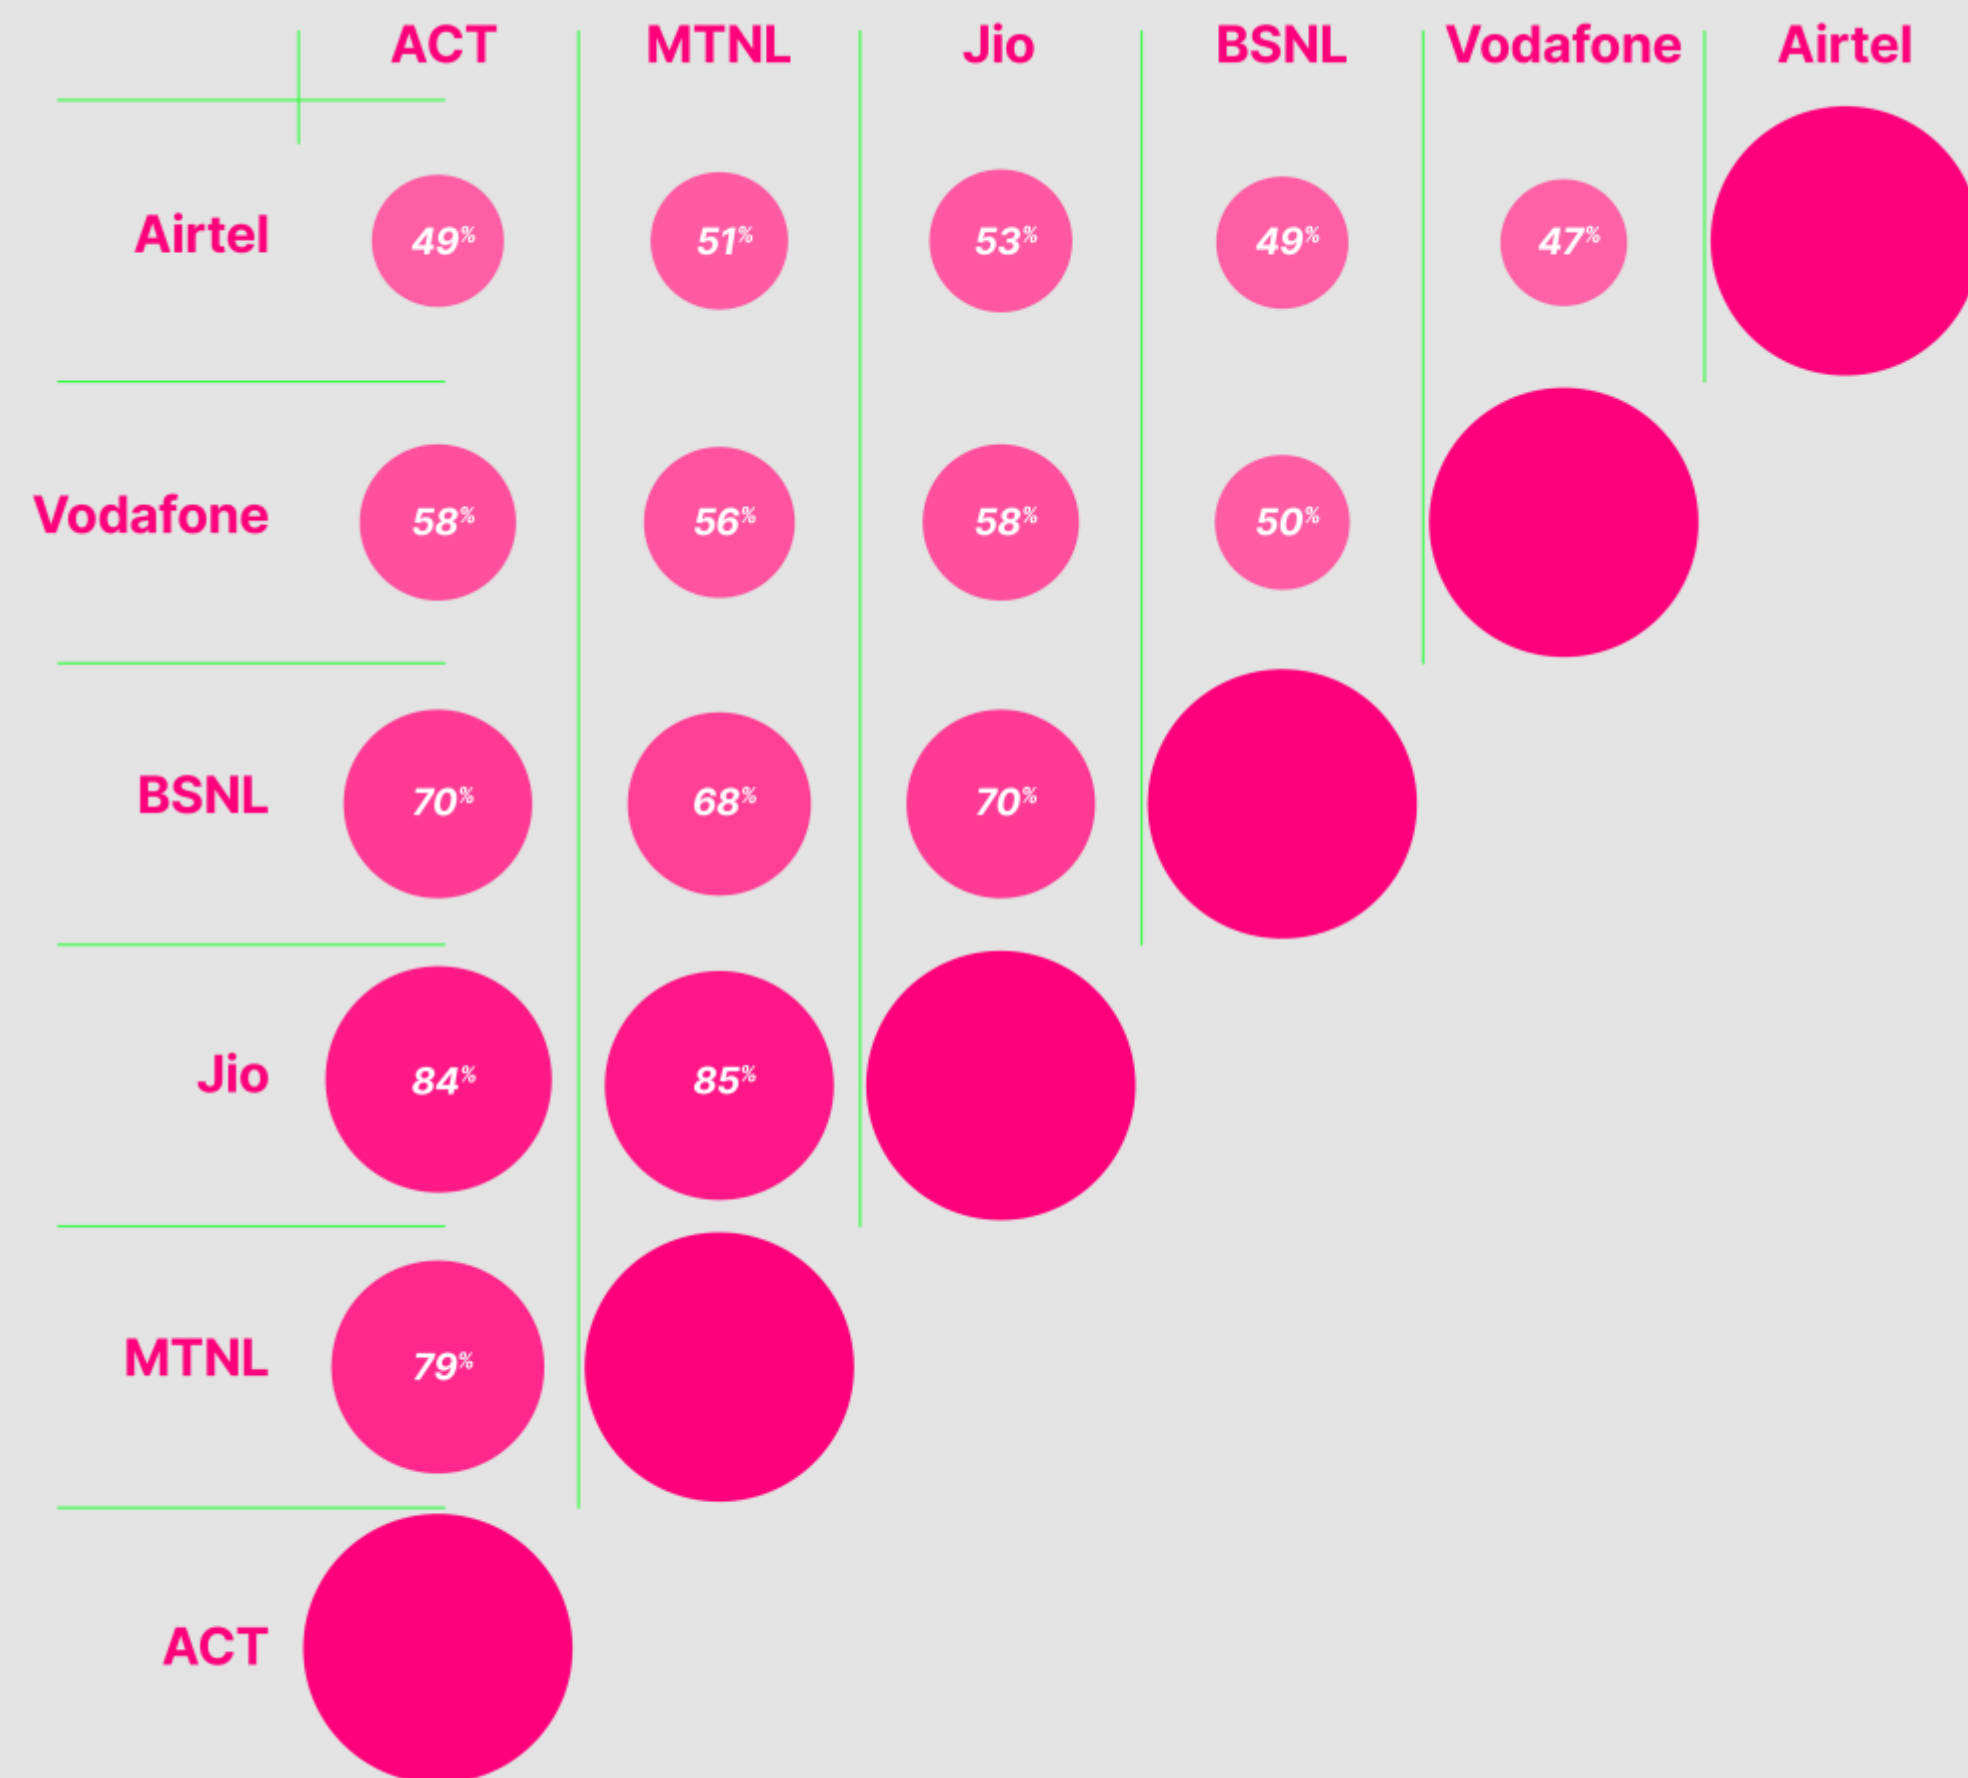 ACT MTNL Jio BSNL Vodafone Airtel
Airtel 49% 51% 53% 49% 47%
Vodafone 58% 56% 58% 50%
BSNL 70% 68% 70%
Jio 84% 85%
MTNL 79%
ACT